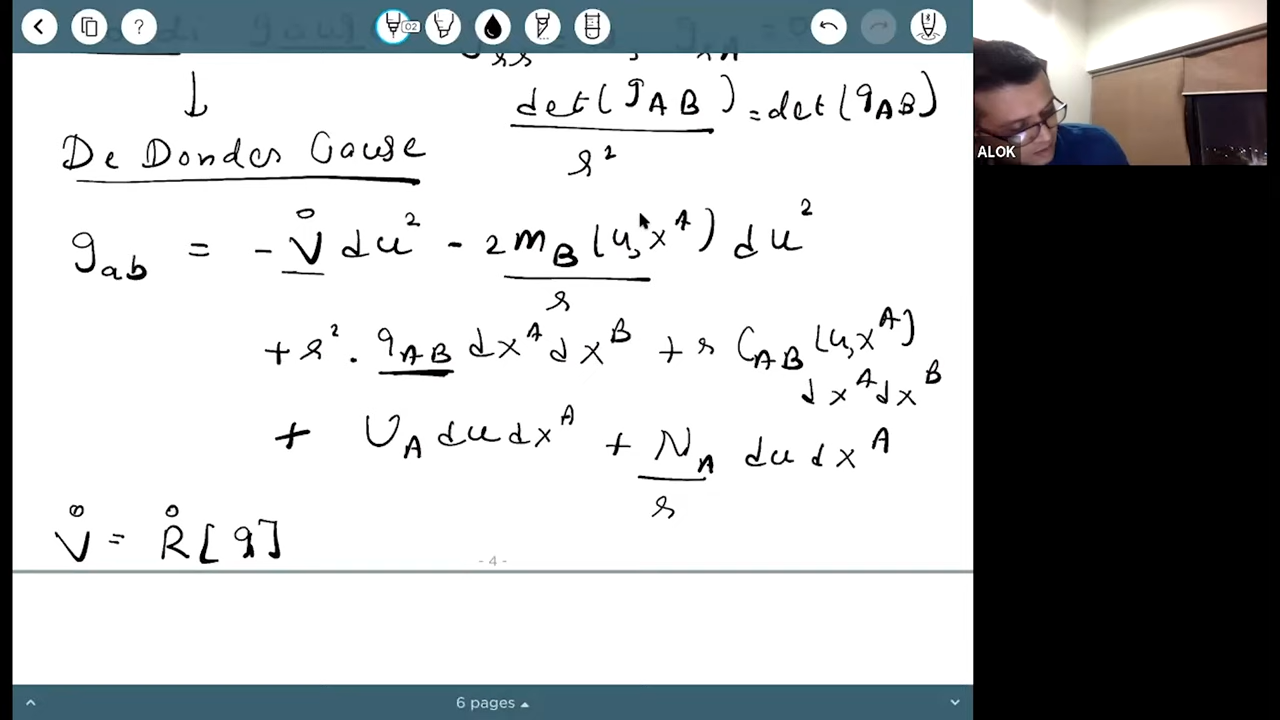 det(g_AB) / r² = det(q_AB)
De Donder Gauge
g_ab = - V̊ du² - 2m_B(u,x^A)/r du²
+ r² . q_AB dx^A dx^B + r C_AB(u,x^A)
dx^A dx^B
+ U_A du dx^A + N_A/r du dx^A
V̊ = R̊[q]
- 4 -
6 pages
ALOK
?
02